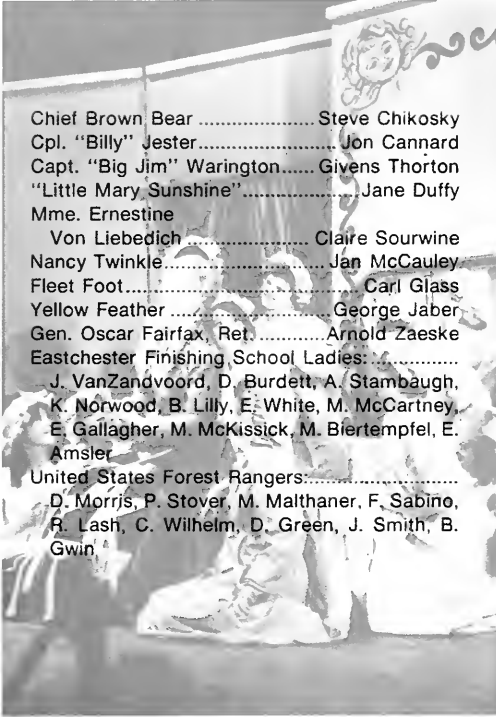 Chief Brown Bear ..................... Steve Chikosky
Cpl. "Billy" Jester......................... Jon Cannard
Capt. "Big Jim" Warington...... Givens Thorton
"Little Mary Sunshine".....................Jane Duffy
Mme. Ernestine
Von Liebedich ....................... Claire Sourwine
Nancy Twinkle..............................Jan McCauley
Fleet Foot...........................................Carl Glass
Yellow Feather .............................George Jaber
Gen. Oscar Fairfax, Ret. ............Arnold Zaeske
Eastchester Finishing School Ladies: ...............
J. VanZandvoord, D. Burdett, A. Stambaugh,
K. Norwood, B. Lilly, E. White, M. McCartney,
E. Gallagher, M. McKissick, M. Biertempfel, E.
Amsler
United States Forest Rangers:...........................
D. Morris, P. Stover, M. Malthaner, F. Sabino,
R. Lash, C. Wilhelm, D. Green, J. Smith, B.
Gwin